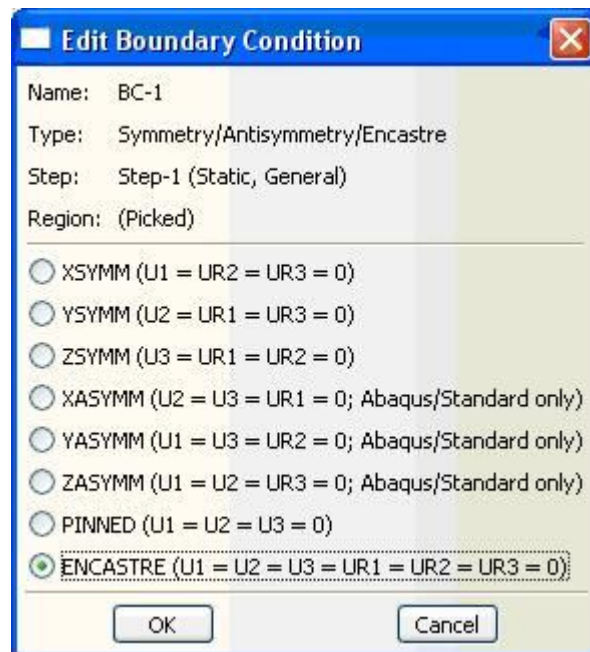 Edit Boundary Condition
Name: BC-1
Type: Symmetry/Antisymmetry/Encastre
Step: Step-1 (Static, General)
Region: (Picked)
XSYMM (U1 = UR2 = UR3 = 0)
YSYMM (U2 = UR1 = UR3 = 0)
ZSYMM (U3 = UR1 = UR2 = 0)
XASYMM (U2 = U3 = UR1 = 0; Abaqus/Standard only)
YASYMM (U1 = U3 = UR2 = 0; Abaqus/Standard only)
ZASYMM (U1 = U2 = UR3 = 0; Abaqus/Standard only)
PINNED (U1 = U2 = U3 = 0)
ENCASTRE (U1 = U2 = U3 = UR1 = UR2 = UR3 = 0)
OK Cancel